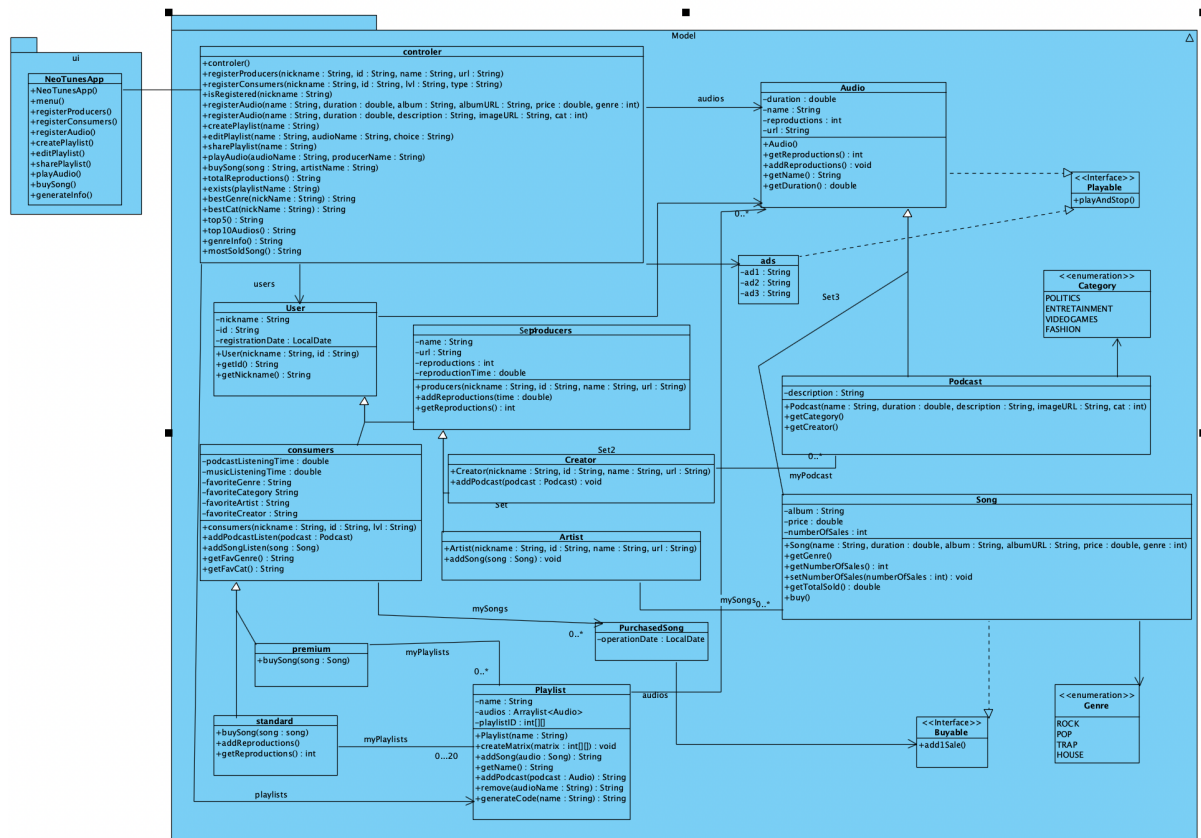 Model
ui
NeoTunesApp
+NeoTunesApp()
+menu()
+registerProducers()
+registerConsumers()
+registerAudio()
+createPlaylist()
+editPlaylist()
+sharePlaylist()
+playAudio()
+buySong()
+generateInfo()
controler
+controler()
+registerProducers(nickname : String, id : String, name : String, url : String)
+registerConsumers(nickname : String, id : String, lvl : String, type : String)
+isRegistered(nickname : String)
+registerAudio(name : String, duration : double, album : String, albumURL : String, price : double, genre : int)
+registerAudio(name : String, duration : double, description : String, imageURL : String, cat : int)
+createPlaylist(name : String)
+editPlaylist(name : String, audioName : String, choice : String)
+sharePlaylist(name : String)
+playAudio(audioName : String, producerName : String)
+buySong(song : String, artistName : String)
+totalReproductions() : String
+exists(playlistName : String)
+bestGenre(nickName : String) : String
+bestCat(nickName : String) : String
+top5() : String
+top10Audios() : String
+genreInfo() : String
+mostSoldSong() : String
audios
Audio
-duration : double
-name : String
-reproductions : int
-url : String
+Audio()
+getReproductions() : int
+addReproductions() : void
+getName() : String
+getDuration() : double
<<Interface>>
Playable
+playAndStop()
0..*
ads
-ad1 : String
-ad2 : String
-ad3 : String
users
Set3
<<enumeration>>
Category
POLITICS
ENTRETAINMENT
VIDEOGAMES
FASHION
User
-nickname : String
-id : String
-registrationDate : LocalDate
+User(nickname : String, id : String)
+getId() : String
+getNickname() : String
producers
-name : String
-url : String
-reproductions : int
-reproductionTime : double
+producers(nickname : String, id : String, name : String, url : String)
+addReproductions(time : double)
+getReproductions() : int
Podcast
-description : String
+Podcast(name : String, duration : double, description : String, imageURL : String, cat : int)
+getCategory()
+getCreator()
0..*
myPodcast
consumers
-podcastListeningTime : double
-musicListeningTime : double
-favoriteGenre : String
-favoriteCategory String
-favoriteArtist : String
-favoriteCreator : String
+consumers(nickname : String, id : String, lvl : String)
+addPodcastListen(podcast : Podcast)
+addSongListen(song : Song)
+getFavGenre() : String
+getFavCat() : String
Set2
Creator
+Creator(nickname : String, id : String, name : String, url : String)
+addPodcast(podcast : Podcast) : void
Set
Artist
+Artist(nickname : String, id : String, name : String, url : String)
+addSong(song : Song) : void
Song
-album : String
-price : double
-numberOfSales : int
+Song(name : String, duration : double, album : String, albumURL : String, price : double, genre : int)
+getGenre()
+getNumberOfSales() : int
+setNumberOfSales(numberOfSales : int) : void
+getTotalSold() : double
+buy()
mySongs
0..*
mySongs
0..*
PurchasedSong
-operationDate : LocalDate
premium
+buySong(song : Song)
myPlaylists
0..*
Playlist
-name : String
-audios : Arraylist<Audio>
-playlistID : int[][]
+Playlist(name : String)
+createMatrix(matrix : int[][]) : void
+addSong(audio : Song) : String
+getName() : String
+addPodcast(podcast : Audio) : String
+remove(audioName : String) : String
+generateCode(name : String) : String
audios
standard
+buySong(song : song)
+addReproductions()
+getReproductions() : int
myPlaylists
0...20
playlists
<<Interface>>
Buyable
+add1Sale()
<<enumeration>>
Genre
ROCK
POP
TRAP
HOUSE